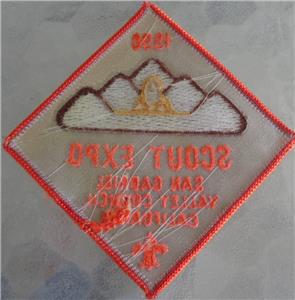 SCOUT EXPO
SAN GABRIEL
VALLEY COUNCIL
CALIFORNIA